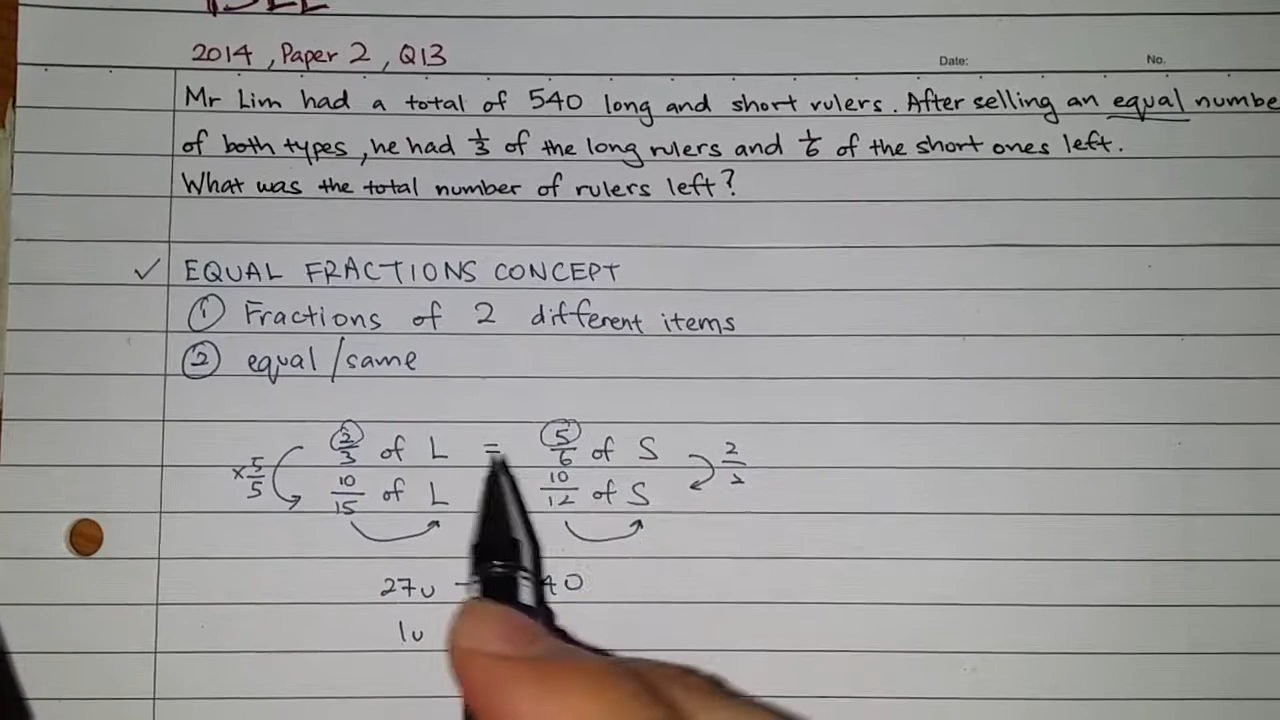 2014, Paper 2, Q13
Date:
No.
Mr Lim had a total of 540 long and short rulers. After selling an equal numbe
of both types, he had 1/3 of the long rulers and 1/6 of the short ones left.
What was the total number of rulers left?
✓ EQUAL FRACTIONS CONCEPT
① Fractions of 2 different items
② equal/same
2/3 of L = 5/6 of S
×5/5 2/2
10/15 of L 10/12 of S
27u 40
1u